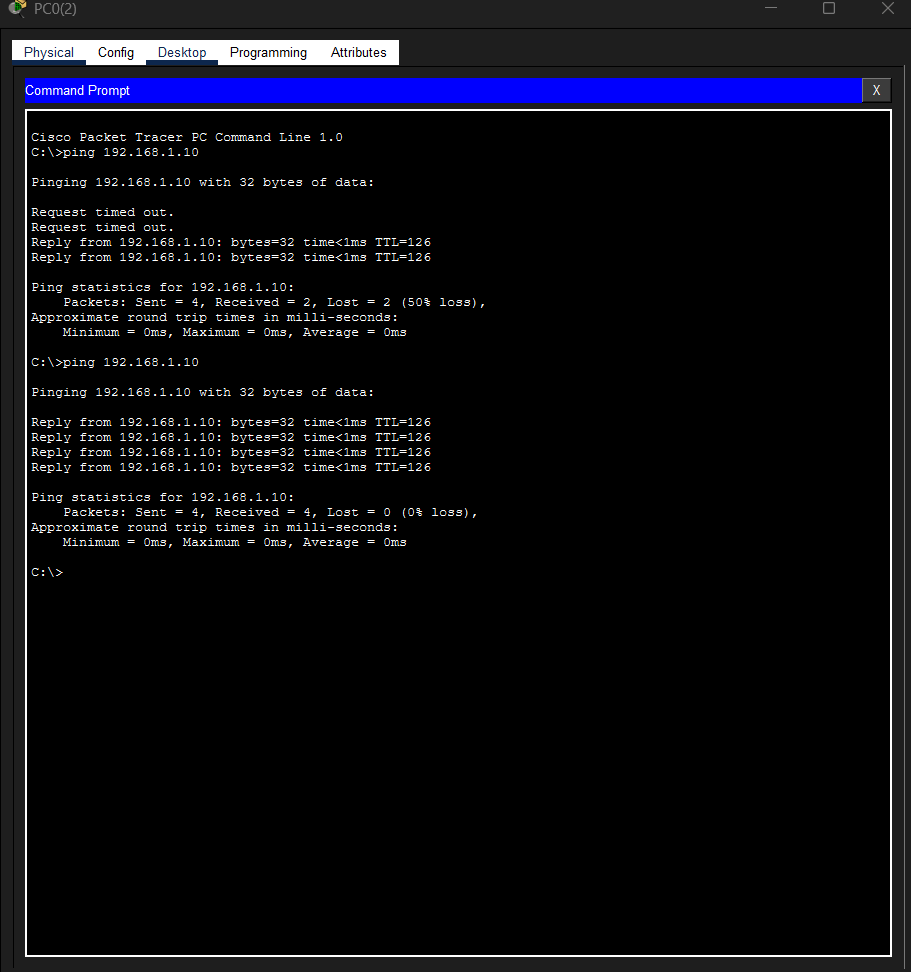 PC0(2)
Physical Config Desktop Programming Attributes
Command Prompt X
Cisco Packet Tracer PC Command Line 1.0
C:\>ping 192.168.1.10
Pinging 192.168.1.10 with 32 bytes of data:
Request timed out.
Request timed out.
Reply from 192.168.1.10: bytes=32 time<1ms TTL=126
Reply from 192.168.1.10: bytes=32 time<1ms TTL=126
Ping statistics for 192.168.1.10:
Packets: Sent = 4, Received = 2, Lost = 2 (50% loss),
Approximate round trip times in milli-seconds:
Minimum = 0ms, Maximum = 0ms, Average = 0ms
C:\>ping 192.168.1.10
Pinging 192.168.1.10 with 32 bytes of data:
Reply from 192.168.1.10: bytes=32 time<1ms TTL=126
Reply from 192.168.1.10: bytes=32 time<1ms TTL=126
Reply from 192.168.1.10: bytes=32 time<1ms TTL=126
Reply from 192.168.1.10: bytes=32 time<1ms TTL=126
Ping statistics for 192.168.1.10:
Packets: Sent = 4, Received = 4, Lost = 0 (0% loss),
Approximate round trip times in milli-seconds:
Minimum = 0ms, Maximum = 0ms, Average = 0ms
C:\>